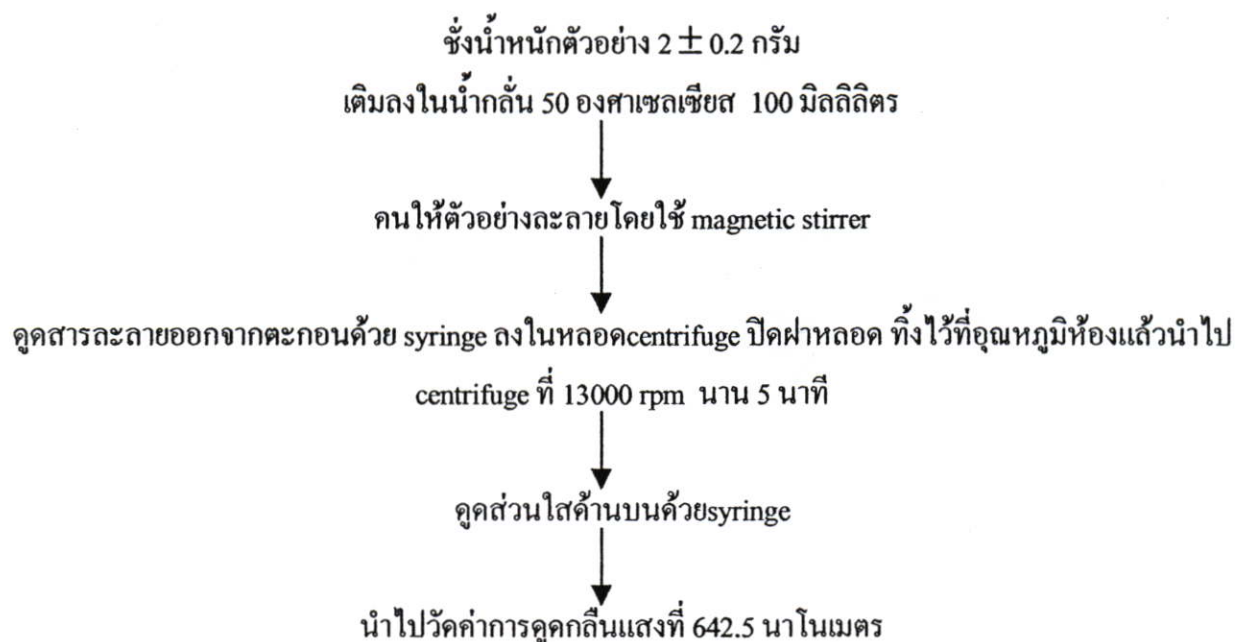 ชั่งน้ำหนักตัวอย่าง 2 ± 0.2 กรัม
เติมลงในน้ำกลั่น 50 องศาเซลเซียส 100 มิลลิลิตร
คนให้ตัวอย่างละลายโดยใช้ magnetic stirrer
ดูดสารละลายออกจากตะกอนด้วย syringe ลงในหลอดcentrifuge ปิดฝาหลอด ทิ้งไว้ที่อุณหภูมิห้องแล้วนำไป
centrifuge ที่ 13000 rpm นาน 5 นาที
ดูดส่วนใสด้านบนด้วยsyringe
นำไปวัดค่าการดูดกลืนแสงที่ 642.5 นาโนเมตร